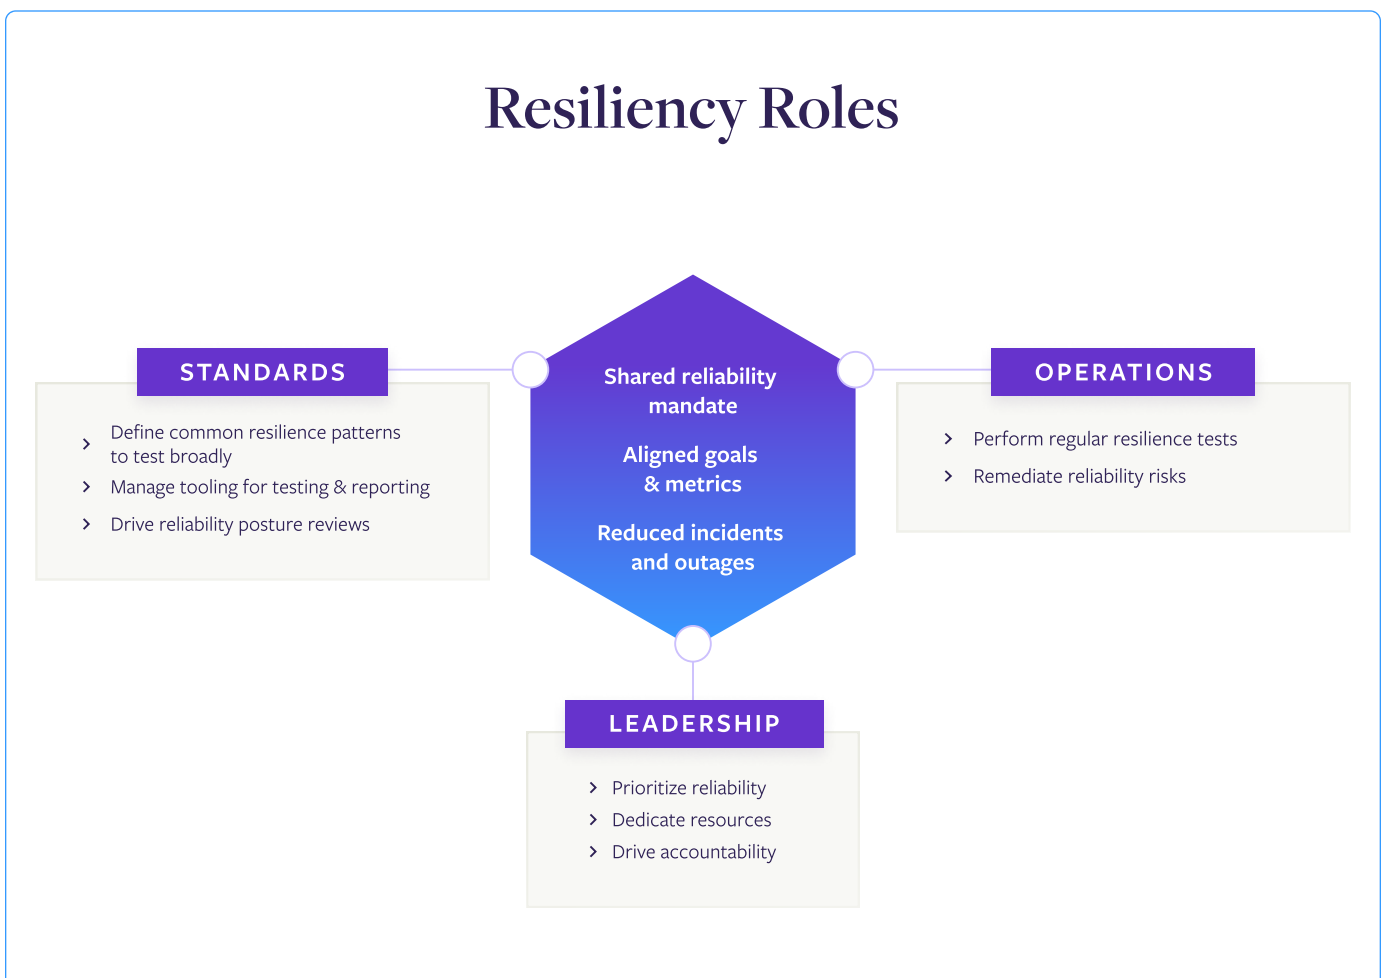 Resiliency Roles
STANDARDS
Define common resilience patterns
to test broadly
Manage tooling for testing & reporting
Drive reliability posture reviews
Shared reliability
mandate
Aligned goals
& metrics
Reduced incidents
and outages
OPERATIONS
Perform regular resilience tests
Remediate reliability risks
LEADERSHIP
Prioritize reliability
Dedicate resources
Drive accountability